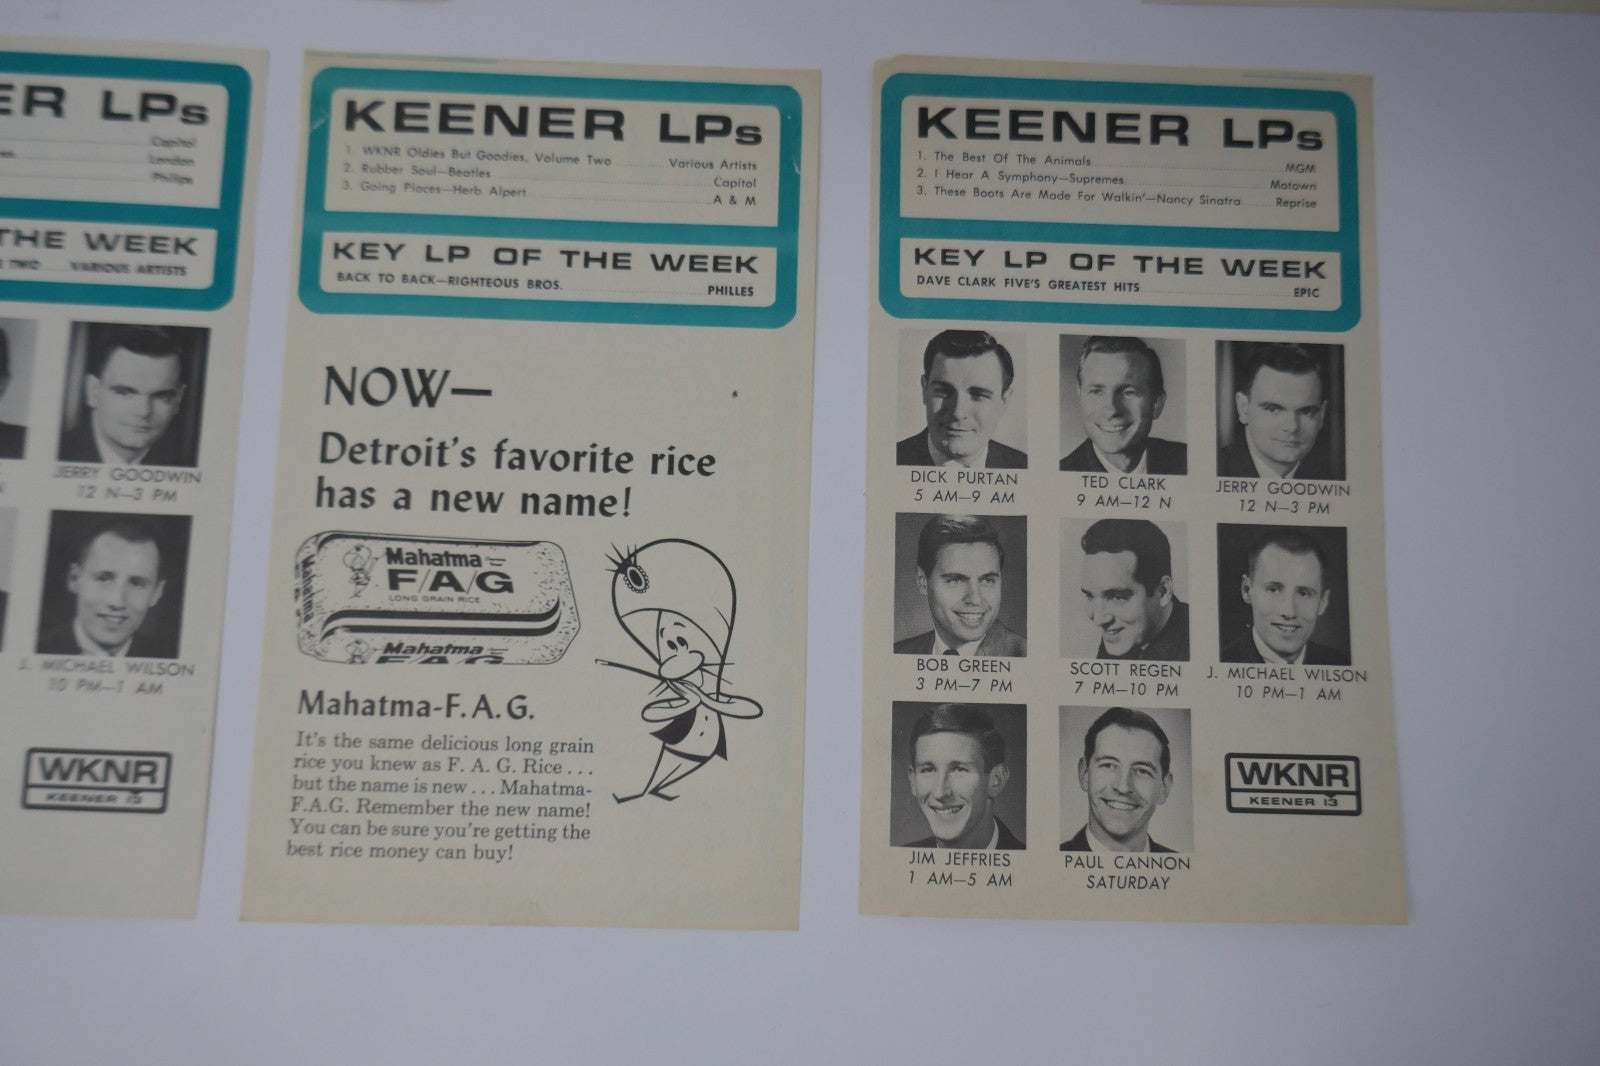 ER LPs
Capitol
London
Philips
THE WEEK
TWO VARIOUS ARTISTS
JERRY GOODWIN
12 N—3 PM
J. MICHAEL WILSON
10 PM—1 AM
WKNR
KEENER 13
KEENER LPs
1. WKNR Oldies But Goodies, Volume Two Various Artists
2. Rubber Soul—Beatles Capitol
3. Going Places—Herb Alpert A & M
KEY LP OF THE WEEK
BACK TO BACK—RIGHTEOUS BROS. PHILLES
NOW—
Detroit's favorite rice
has a new name!
Mahatma
F/A/G
LONG GRAIN RICE
Mahatma
Mahatma
F/A/G
Mahatma-F.A.G.
It's the same delicious long grain
rice you knew as F. A. G. Rice . . .
but the name is new . . . Mahatma-
F.A.G. Remember the new name!
You can be sure you're getting the
best rice money can buy!
KEENER LPs
1. The Best Of The Animals MGM
2. I Hear A Symphony—Supremes Motown
3. These Boots Are Made For Walkin'—Nancy Sinatra Reprise
KEY LP OF THE WEEK
DAVE CLARK FIVE'S GREATEST HITS EPIC
DICK PURTAN
5 AM—9 AM
TED CLARK
9 AM—12 N
JERRY GOODWIN
12 N—3 PM
BOB GREEN
3 PM—7 PM
SCOTT REGEN
7 PM—10 PM
J. MICHAEL WILSON
10 PM—1 AM
JIM JEFFRIES
1 AM—5 AM
PAUL CANNON
SATURDAY
WKNR
KEENER 13